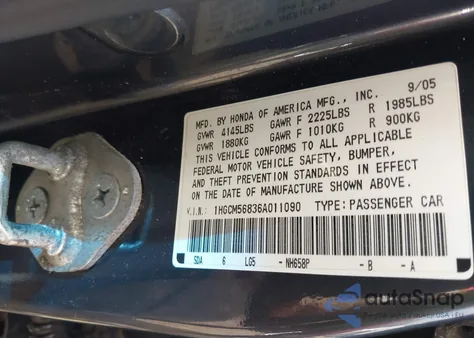 MFD. BY HONDA OF AMERICA MFG., INC. 9/05
GVWR 4145LBS GAWR F 2225LBS R 1985LBS
GVWR 1880KG GAWR F 1010KG R 900KG
THIS VEHICLE CONFORMS TO ALL APPLICABLE
FEDERAL MOTOR VEHICLE SAFETY, BUMPER,
AND THEFT PREVENTION STANDARDS IN EFFECT
ON THE DATE OF MANUFACTURE SHOWN ABOVE.
V.I.N.: 1HGCM56836A011090 TYPE:PASSENGER CAR
SDA 6 LG5 -NH658P -B -A
autaSnap